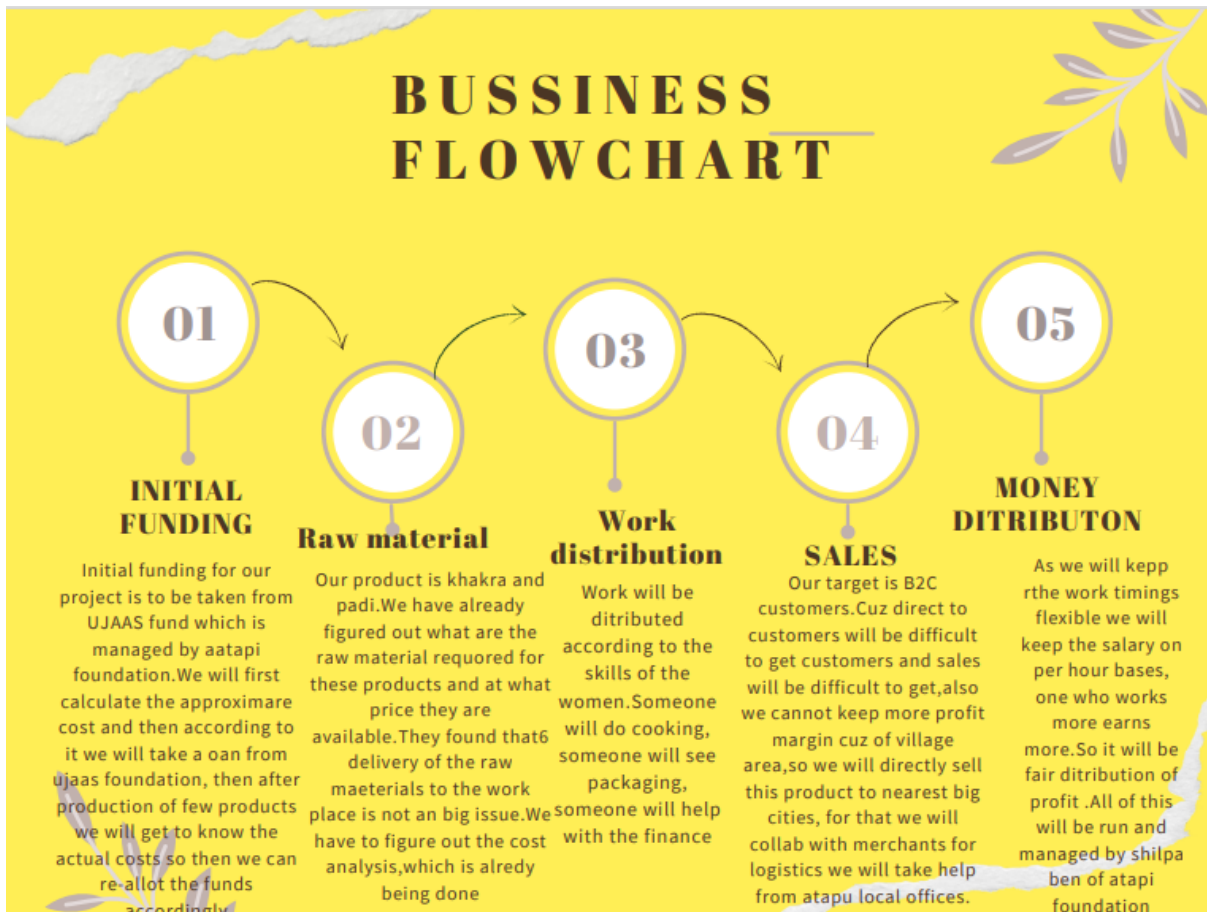 BUSSINESS
FLOWCHART
01
INITIAL
FUNDING
Initial funding for our
project is to be taken from
UJAAS fund which is
managed by aatapi
foundation.We will first
calculate the approximare
cost and then according to
it we will take a oan from
ujaas foundation, then after
production of few products
we will get to know the
actual costs so then we can
re-allot the funds
accordingly
02
Raw material
Our product is khakra and
padi.We have already
figured out what are the
raw material requored for
these products and at what
price they are
available.They found that6
delivery of the raw
maeterials to the work
place is not an big issue.We
have to figure out the cost
analysis,which is alredy
being done
03
Work
distribution
Work will be
ditributed
according to the
skills of the
women.Someone
will do cooking,
someone will see
packaging,
someone will help
with the finance
04
SALES
Our target is B2C
customers.Cuz direct to
customers will be difficult
to get customers and sales
will be difficult to get,also
we cannot keep more profit
margin cuz of village
area,so we will directly sell
this product to nearest big
cities, for that we will
collab with merchants for
logistics we will take help
from atapu local offices.
05
MONEY
DITRIBUTON
As we will kepp
rthe work timings
flexible we will
keep the salary on
per hour bases,
one who works
more earns
more.So it will be
fair ditribution of
profit .All of this
will be run and
managed by shilpa
ben of atapi
foundation